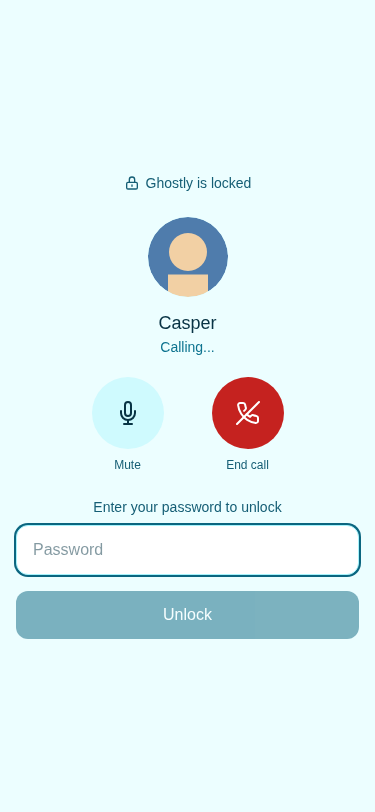 Ghostly is locked
Casper
Calling...
Mute
End call
Enter your password to unlock
Password
Unlock